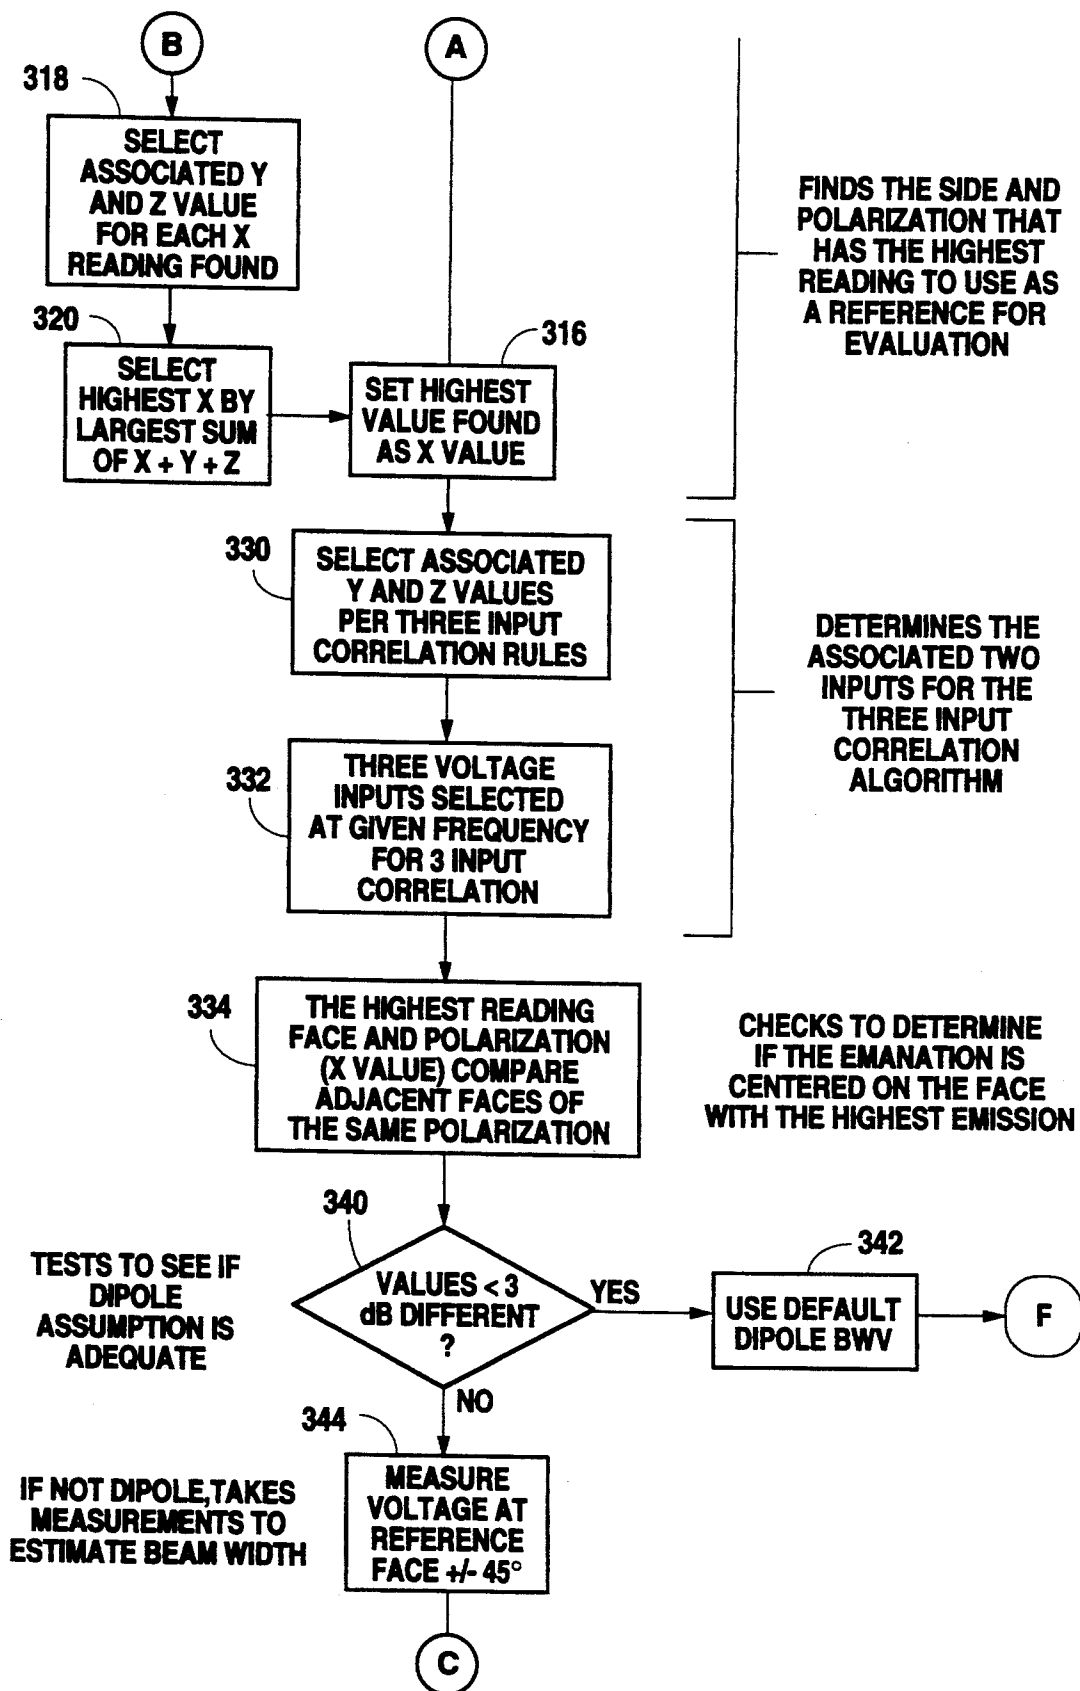 B
A
318
SELECT
ASSOCIATED Y
AND Z VALUE
FOR EACH X
READING FOUND
FINDS THE SIDE AND
POLARIZATION THAT
HAS THE HIGHEST
READING TO USE AS
A REFERENCE FOR
EVALUATION
320
SELECT
HIGHEST X BY
LARGEST SUM
OF X + Y + Z
316
SET HIGHEST
VALUE FOUND
AS X VALUE
330
SELECT ASSOCIATED
Y AND Z VALUES
PER THREE INPUT
CORRELATION RULES
DETERMINES THE
ASSOCIATED TWO
INPUTS FOR THE
THREE INPUT
CORRELATION
ALGORITHM
332
THREE VOLTAGE
INPUTS SELECTED
AT GIVEN FREQUENCY
FOR 3 INPUT
CORRELATION
334
THE HIGHEST READING
FACE AND POLARIZATION
(X VALUE) COMPARE
ADJACENT FACES OF
THE SAME POLARIZATION
CHECKS TO DETERMINE
IF THE EMANATION IS
CENTERED ON THE FACE
WITH THE HIGHEST EMISSION
340
TESTS TO SEE IF
DIPOLE
ASSUMPTION IS
ADEQUATE
VALUES < 3
dB DIFFERENT
?
YES
342
USE DEFAULT
DIPOLE BWV
F
NO
344
IF NOT DIPOLE,TAKES
MEASUREMENTS TO
ESTIMATE BEAM WIDTH
MEASURE
VOLTAGE AT
REFERENCE
FACE +/- 45°
C